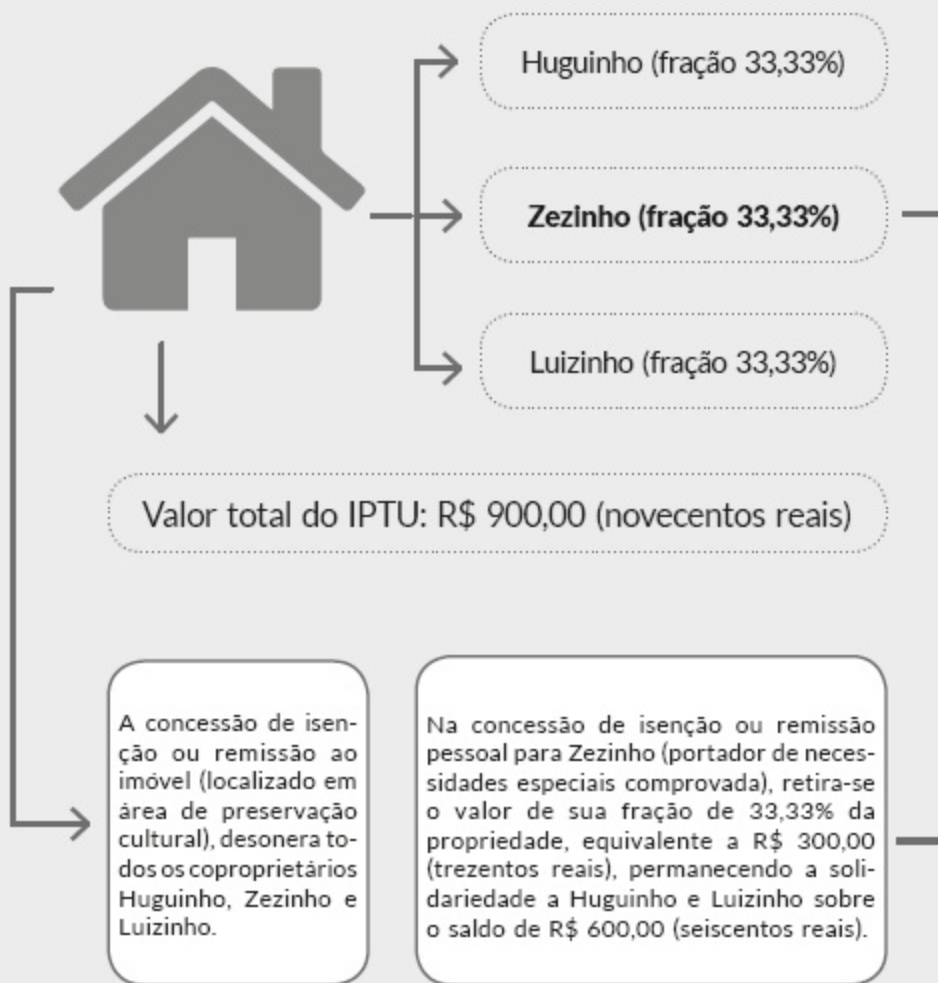 Huguinho (fração 33,33%)
Zezinho (fração 33,33%)
Luizinho (fração 33,33%)
Valor total do IPTU: R$ 900,00 (novecentos reais)
A concessão de isen-
ção ou remissão ao
imóvel (localizado em
área de preservação
cultural), desonera to-
dos os coproprietários
Huguinho, Zezinho e
Luizinho.
Na concessão de isenção ou remissão
pessoal para Zezinho (portador de neces-
sidades especiais comprovada), retira-se
o valor de sua fração de 33,33% da
propriedade, equivalente a R$ 300,00
(trezentos reais), permanecendo a soli-
dariedade a Huguinho e Luizinho sobre
o saldo de R$ 600,00 (seiscentos reais).